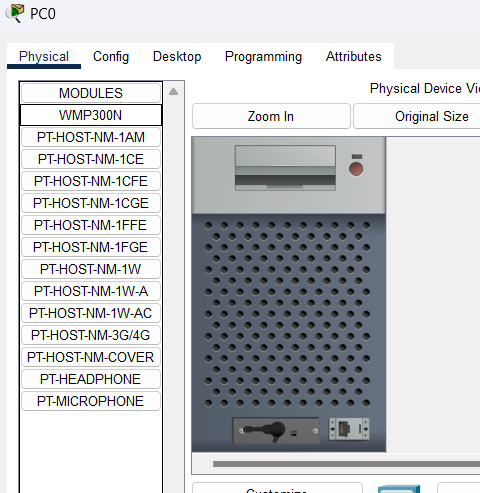 PC0
Physical Config Desktop Programming Attributes
MODULES
WMP300N
PT-HOST-NM-1AM
PT-HOST-NM-1CE
PT-HOST-NM-1CFE
PT-HOST-NM-1CGE
PT-HOST-NM-1FFE
PT-HOST-NM-1FGE
PT-HOST-NM-1W
PT-HOST-NM-1W-A
PT-HOST-NM-1W-AC
PT-HOST-NM-3G/4G
PT-HOST-NM-COVER
PT-HEADPHONE
PT-MICROPHONE
Physical Device Vie
Zoom In Original Size
Customize